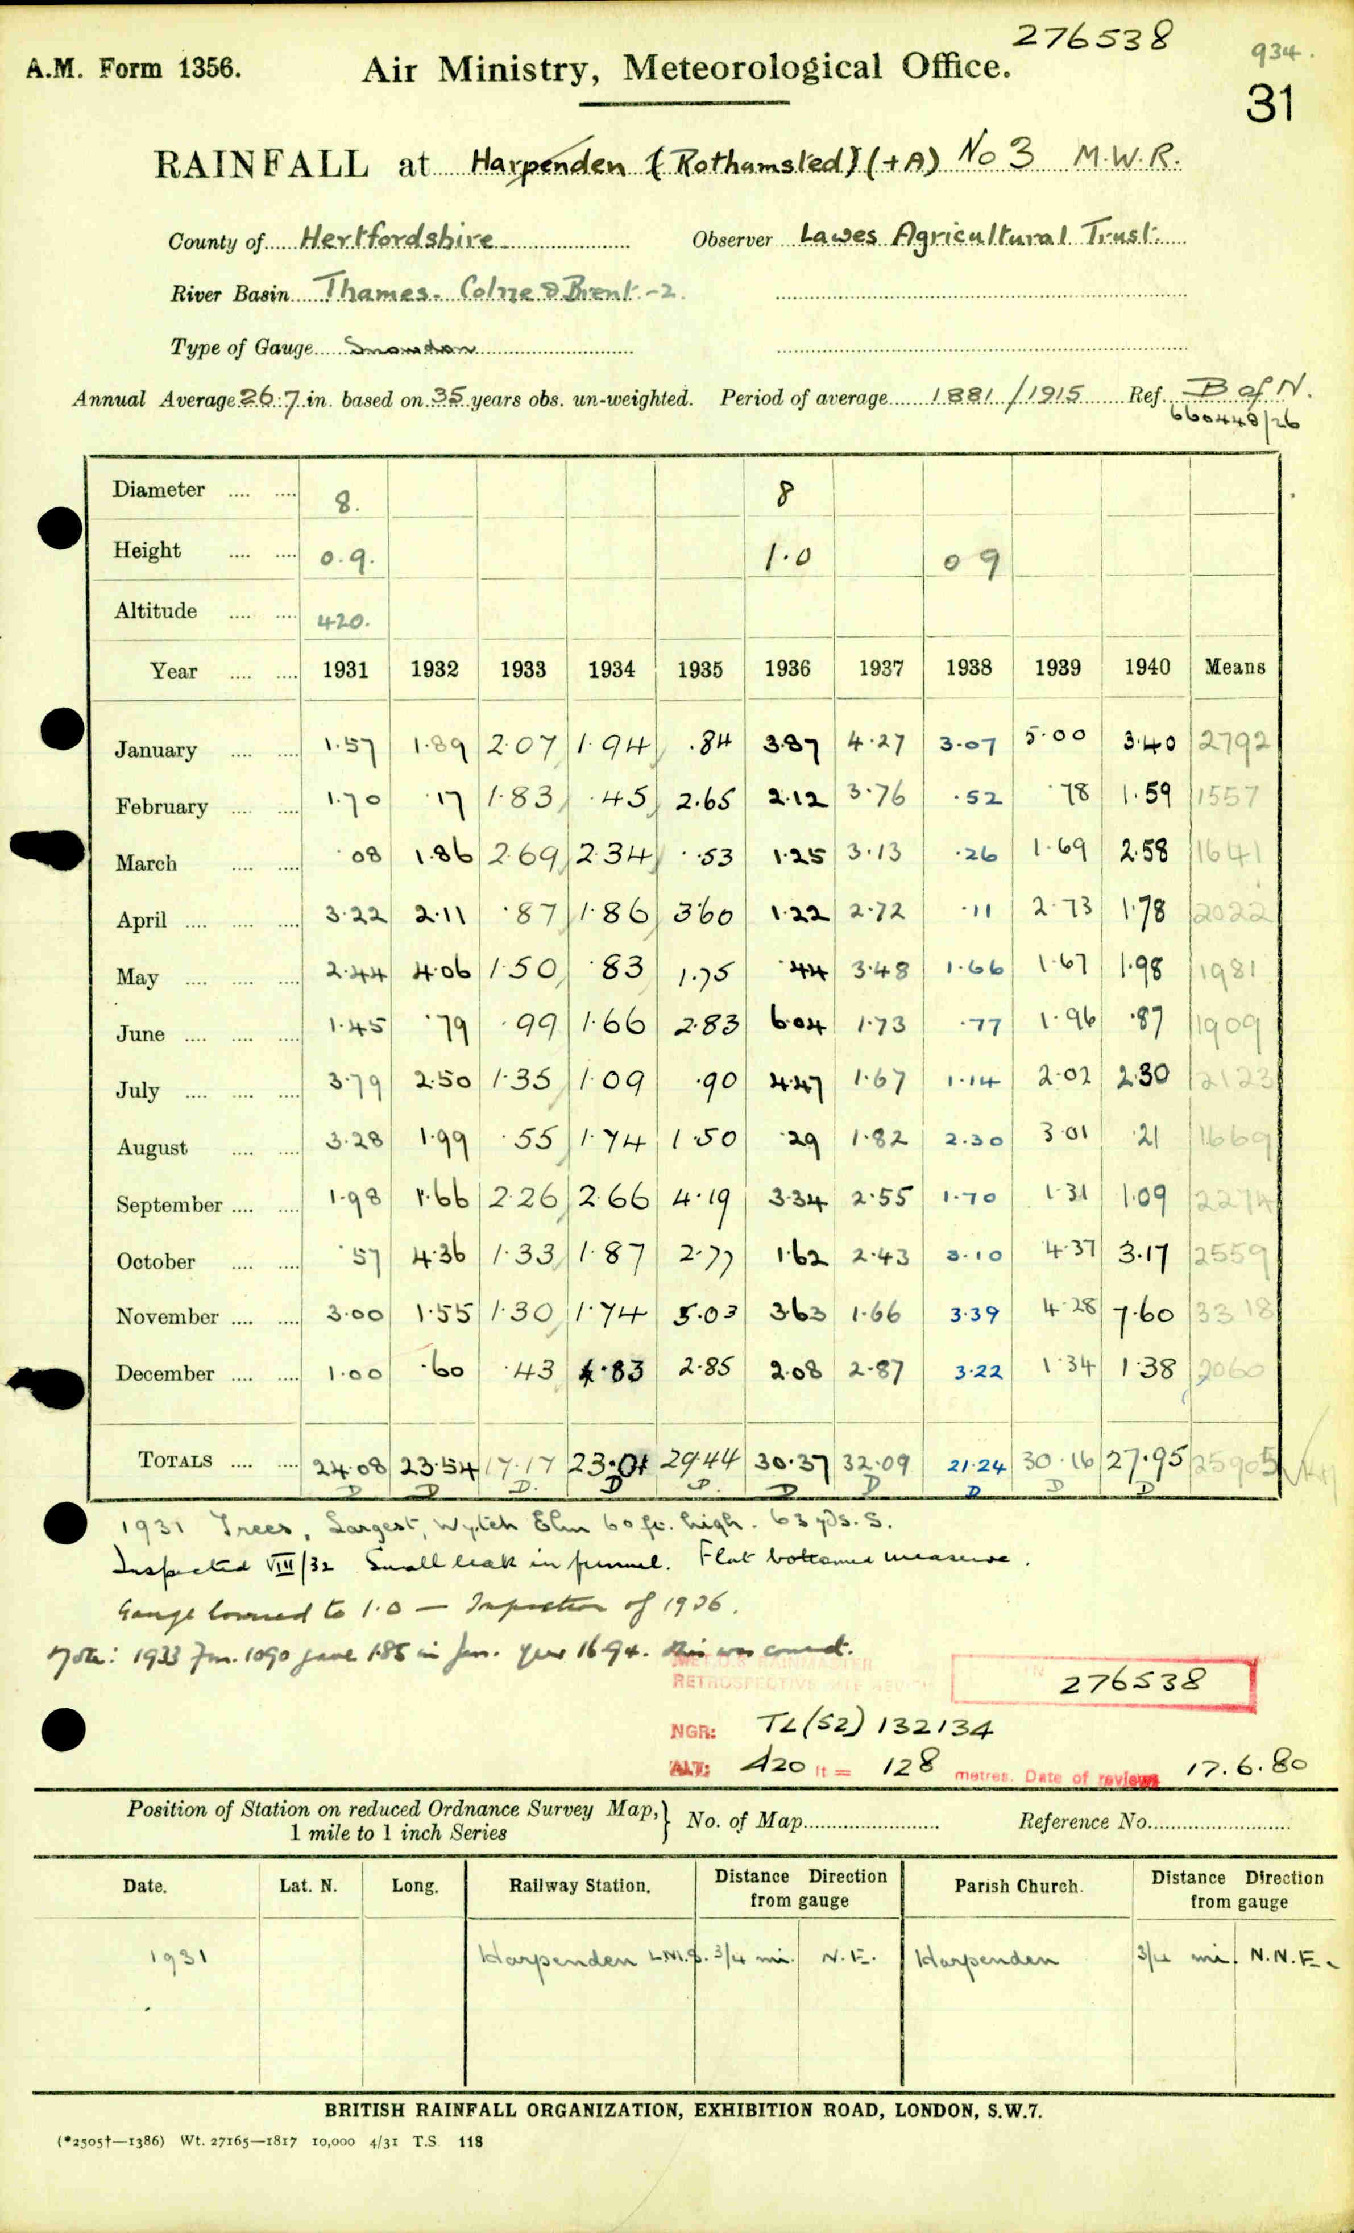 276538
934.
A.M. Form 1356. Air Ministry, Meteorological Office.
31
RAINFALL at Harpenden (Rothamsted) (+A) No 3 M.W.R.
County of Hertfordshire Observer Lawes Agricultural Trust.
River Basin Thames. Colne & Brent -2.
Type of Gauge Snowdon
Annual Average 26.7 in. based on 35 years obs. un-weighted. Period of average 1881/1915 Ref. B of N.
660448/26
Diameter .... .... 8. 8
Height .... .... 0.9. 1.0 0 9
Altitude .... .... 420.
Year .... .... 1931 1932 1933 1934 1935 1936 1937 1938 1939 1940 Means
January .... .... 1.57 1.89 2.07 1.94 .84 3.87 4.27 3.07 5.00 3.40 2792
February .... .... 1.70 .17 1.83 .45 2.65 2.12 3.76 .52 .78 1.59 1557
March .... .... .08 1.86 2.69 2.34 .53 1.25 3.13 .26 1.69 2.58 1641
April .... .... .... 3.22 2.11 .87 1.86 3.60 1.22 2.72 .11 2.73 1.78 2022
May .... .... .... 2.44 4.06 1.50 .83 1.75 .44 3.48 1.66 1.67 1.98 1981
June .... .... .... 1.45 .79 .99 1.66 2.83 6.04 1.73 .77 1.96 .87 1909
July .... .... .... 3.79 2.50 1.35 1.09 .90 4.47 1.67 1.14 2.02 2.30 2123
August .... .... 3.28 1.99 .55 1.74 1.50 .29 1.82 2.30 3.01 .21 1669
September .... .... 1.98 1.66 2.26 2.66 4.19 3.34 2.55 1.70 1.31 1.09 2274
October .... .... .57 4.36 1.33 1.87 2.77 1.62 2.43 3.10 4.37 3.17 2559
November .... .... 3.00 1.55 1.30 1.74 5.03 3.63 1.66 3.39 4.28 7.60 3318
December .... .... 1.00 .60 .43 4.83 2.85 2.08 2.87 3.22 1.34 1.38 2060
TOTALS .... .... 24.08 23.54 17.17 23.01 29.44 30.37 32.09 21.24 30.16 27.95 25905
D D D. D D. D D D D D
1931 Trees, Largest, Wytch Elm 60 ft. high. 63 yds. S.
Inspected VIII/32 Small leak in funnel. Flat bottomed measure.
Gauge lowered to 1.0 — Inspection of 1936.
Note: 1933 Fm. 1090 gave 1.85 in Jan. Year 16.94. this was correct.
RAINMASTER
RETROSPECTIVE SITE REVIEW
276538
NGR: TL(52) 132134
ALT: 420 ft = 128 metres. Date of review 17.6.80
Position of Station on reduced Ordnance Survey Map, 1 mile to 1 inch Series } No. of Map Reference No.
Date. Lat. N. Long. Railway Station. Distance Direction from gauge Parish Church. Distance Direction from gauge
1931 Harpenden L.M.S. 3/4 mi. N.E. Harpenden 3/4 mi. N.N.E.
BRITISH RAINFALL ORGANIZATION, EXHIBITION ROAD, LONDON, S.W.7.
(*2505†—1386) Wt. 27165—1817 10,000 4/31 T.S. 118